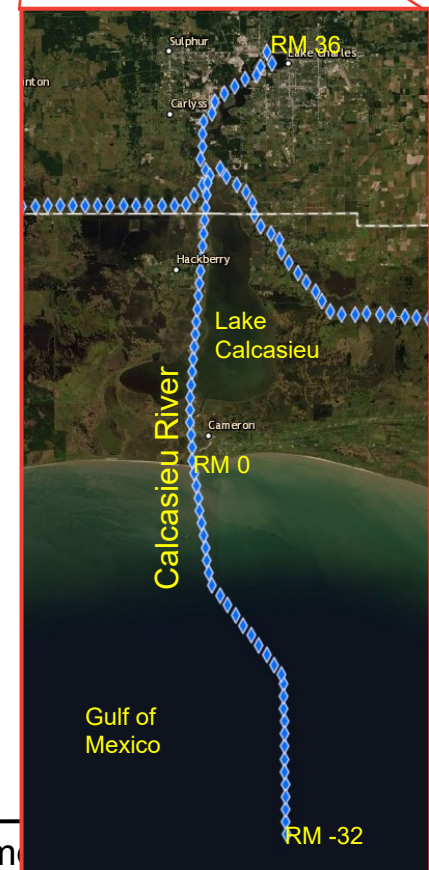 Sulphur
RM 36
Lake Charles
nton
Carlyss
Hackberry
Lake
Calcasieu
Calcasieu River
Cameron
RM 0
Gulf of
Mexico
RM -32